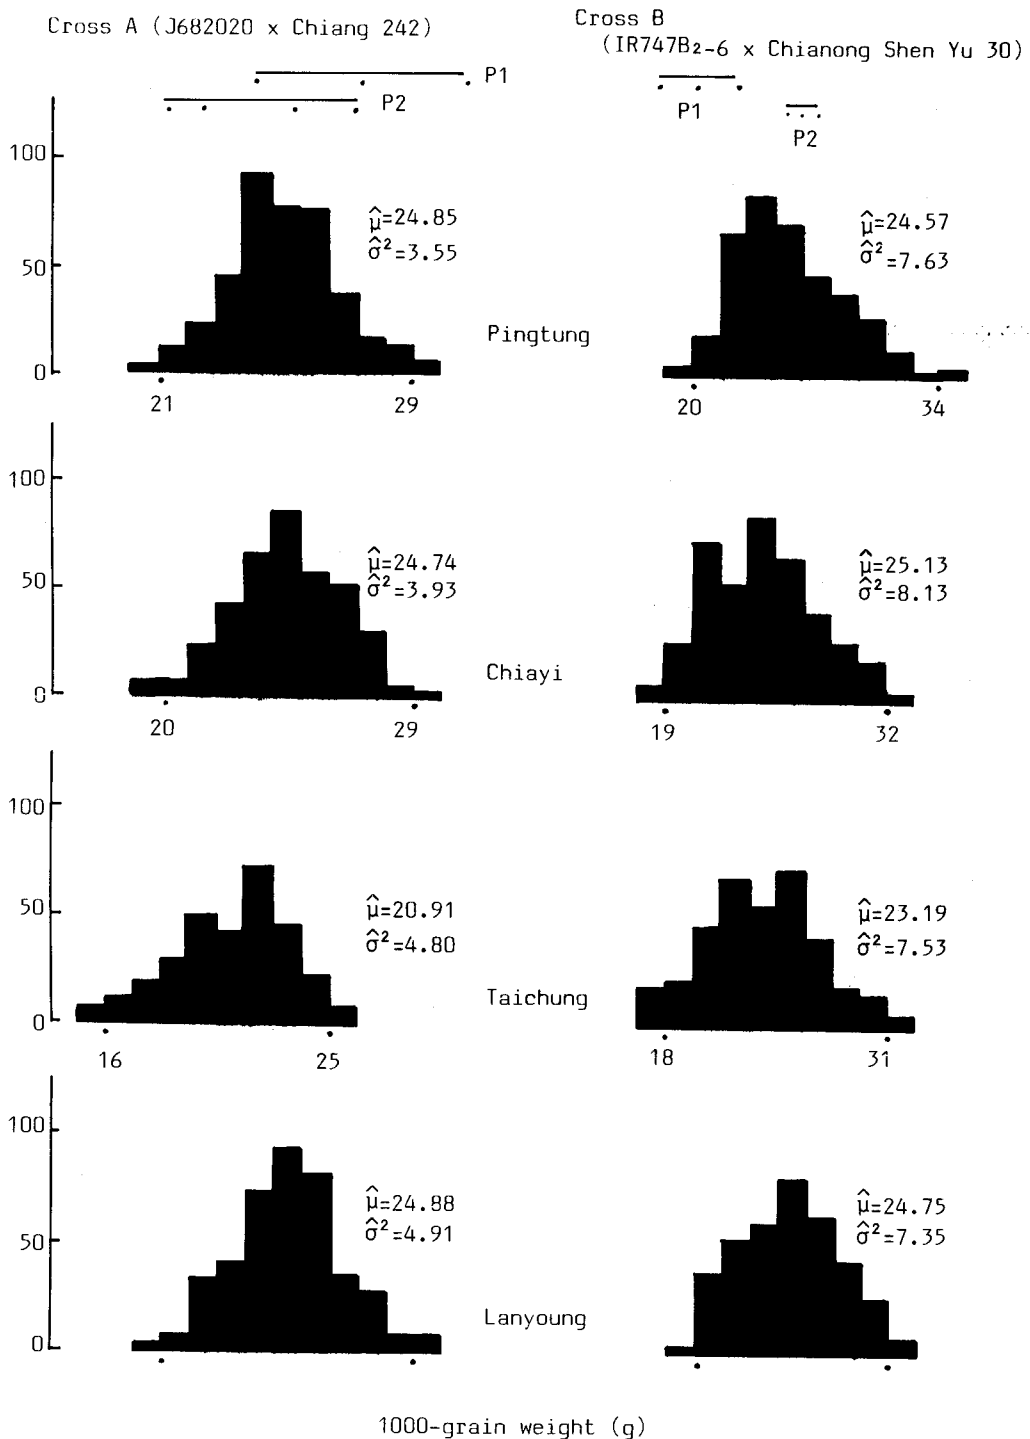 Cross A (J682020 x Chiang 242)
Cross B
(IR747B2-6 x Chianong Shen Yu 30)
P1
P2
P1
P2
100
50
0
μ̂=24.85
σ̂²=3.55
21
29
Pingtung
μ̂=24.57
σ̂²=7.63
20
34
100
50
0
μ̂=24.74
σ̂²=3.93
20
29
Chiayi
μ̂=25.13
σ̂²=8.13
19
32
100
50
0
μ̂=20.91
σ̂²=4.80
16
25
Taichung
μ̂=23.19
σ̂²=7.53
18
31
100
50
0
μ̂=24.88
σ̂²=4.91
Lanyoung
μ̂=24.75
σ̂²=7.35
1000-grain weight (g)